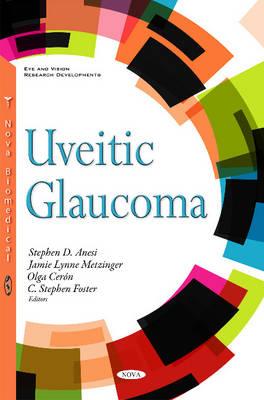 Eye and Vision
Research Developments
Nova Biomedical
Uveitic
Glaucoma
Stephen D. Anesi
Jamie Lynne Metzinger
Olga Cerón
C. Stephen Foster
Editors
NOVA